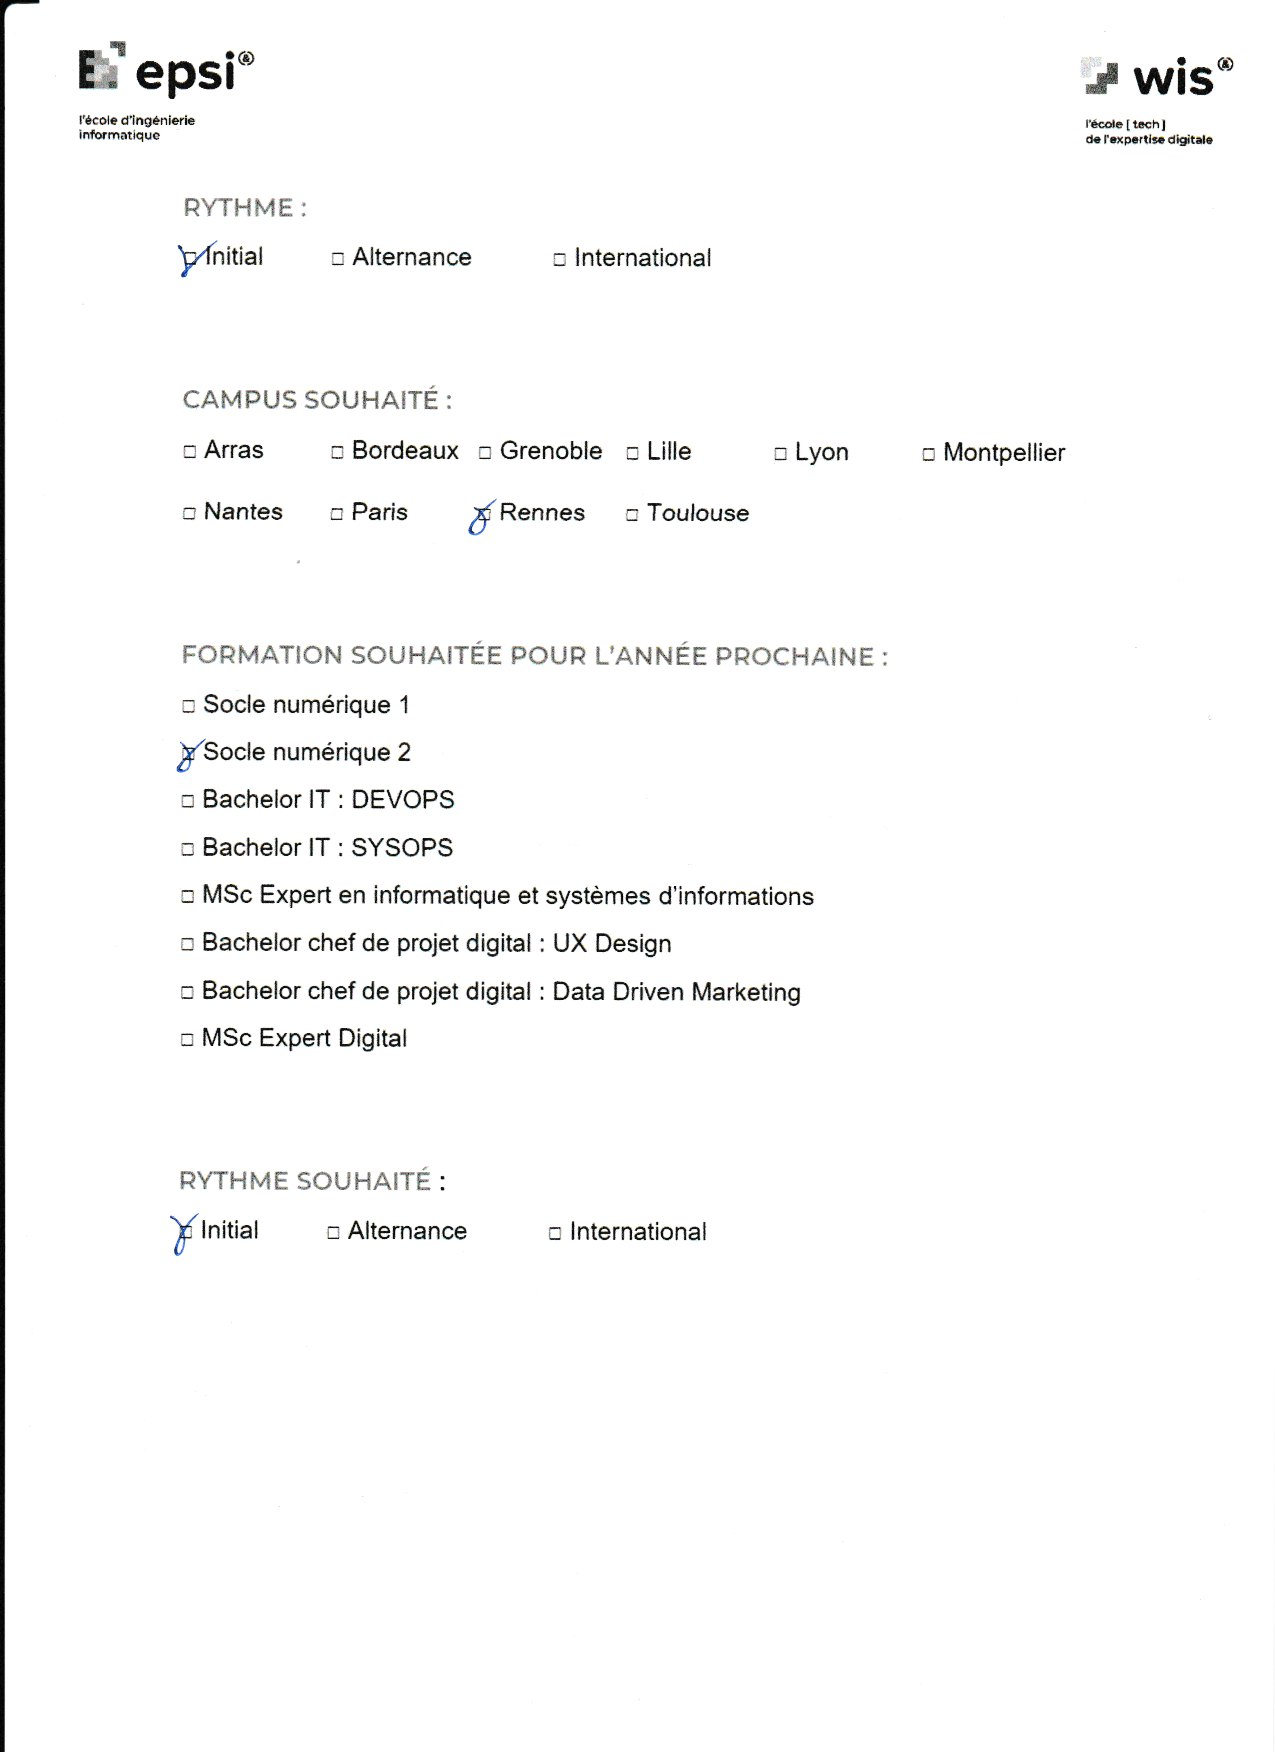 epsi®
l'école d'ingénierie
informatique
wis®
l'école [ tech ]
de l'expertise digitale
RYTHME :
☑ Initial □ Alternance □ International
CAMPUS SOUHAITÉ :
□ Arras □ Bordeaux □ Grenoble □ Lille □ Lyon □ Montpellier
□ Nantes □ Paris ☑ Rennes □ Toulouse
FORMATION SOUHAITÉE POUR L'ANNÉE PROCHAINE :
□ Socle numérique 1
☑ Socle numérique 2
□ Bachelor IT : DEVOPS
□ Bachelor IT : SYSOPS
□ MSc Expert en informatique et systèmes d'informations
□ Bachelor chef de projet digital : UX Design
□ Bachelor chef de projet digital : Data Driven Marketing
□ MSc Expert Digital
RYTHME SOUHAITÉ :
☑ Initial □ Alternance □ International